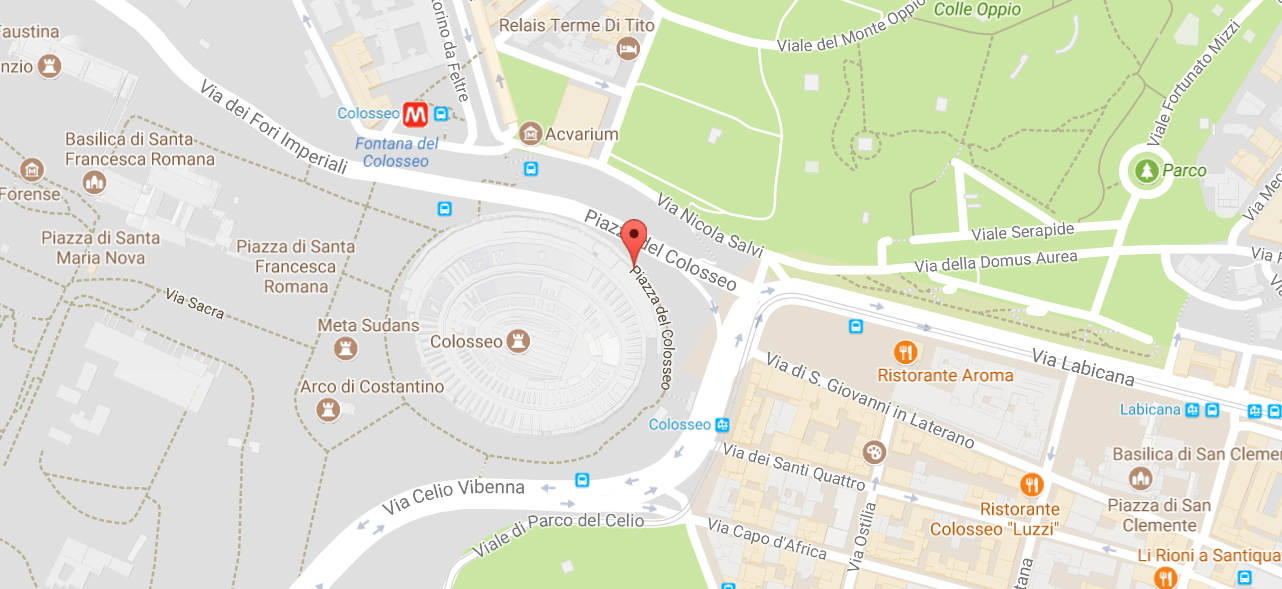 Colle Oppio
Relais Terme Di Tito
Viale del Monte Oppio
Faustina
nzio
torino da Feltre
Via dei Fori Imperiali
Colosseo
M
Fontana del
Colosseo
Acvarium
Viale Fortunato Mizzi
Parco
Basilica di Santa
Francesca Romana
Forense
Piazza di Santa
Maria Nova
Piazza di Santa
Francesca
Romana
Via Nicola Salvi
Piazza del Colosseo
Viale Serapide
Via della Domus Aurea
Via Mec
Via R
Via Sacra
Piazza del Colosseo
Meta Sudans
Colosseo
Arco di Costantino
Ristorante Aroma
Via Labicana
Via di S. Giovanni in Laterano
Labicana
Colosseo
Via dei Santi Quattro
Basilica di San Clemen
Piazza di San
Clemente
Via Celio Vibenna
Ristorante
Colosseo "Luzzi"
Viale di Parco del Celio
Via Capo d'Africa
Via Ostilia
ntana
Li Rioni a Santiqua